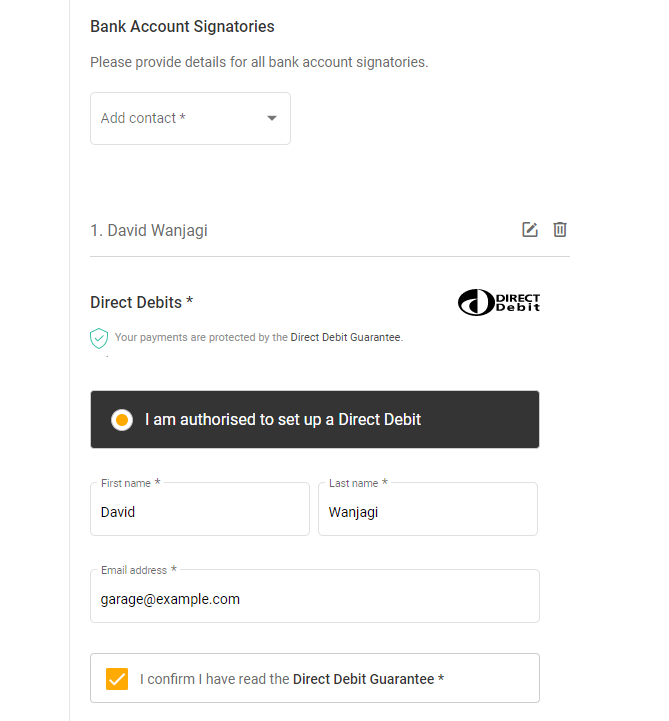 Bank Account Signatories
Please provide details for all bank account signatories.
Add contact *
1. David Wanjagi
Direct Debits *
DIRECT
Debit
Your payments are protected by the Direct Debit Guarantee.
I am authorised to set up a Direct Debit
First name *
Last name *
David
Wanjagi
Email address *
garage@example.com
I confirm I have read the Direct Debit Guarantee *